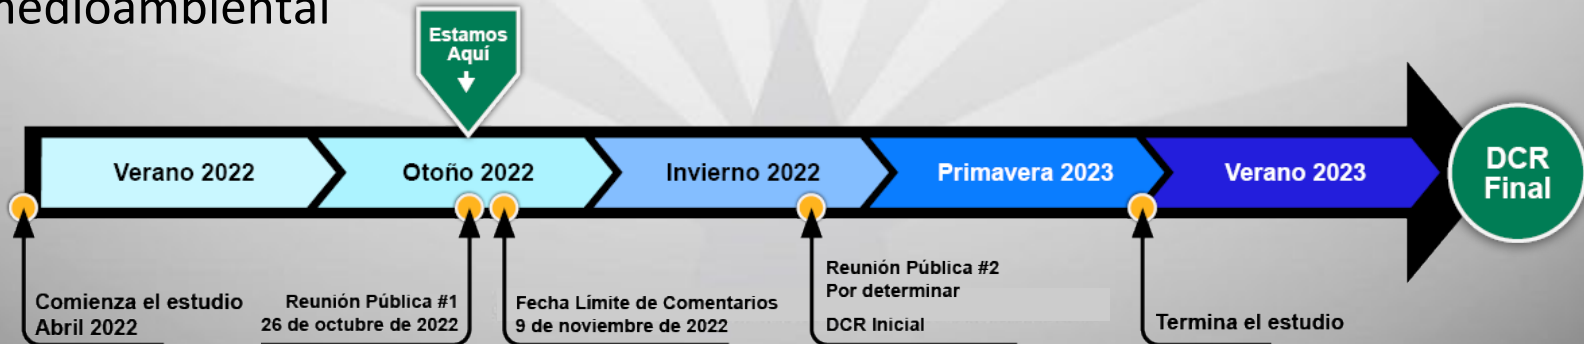 medioambiental
Estamos
Aquí
Verano 2022
Otoño 2022
Invierno 2022
Primavera 2023
Verano 2023
DCR
Final
Comienza el estudio
Abril 2022
Reunión Pública #1
26 de octubre de 2022
Fecha Límite de Comentarios
9 de noviembre de 2022
Reunión Pública #2
Por determinar
DCR Inicial
Termina el estudio